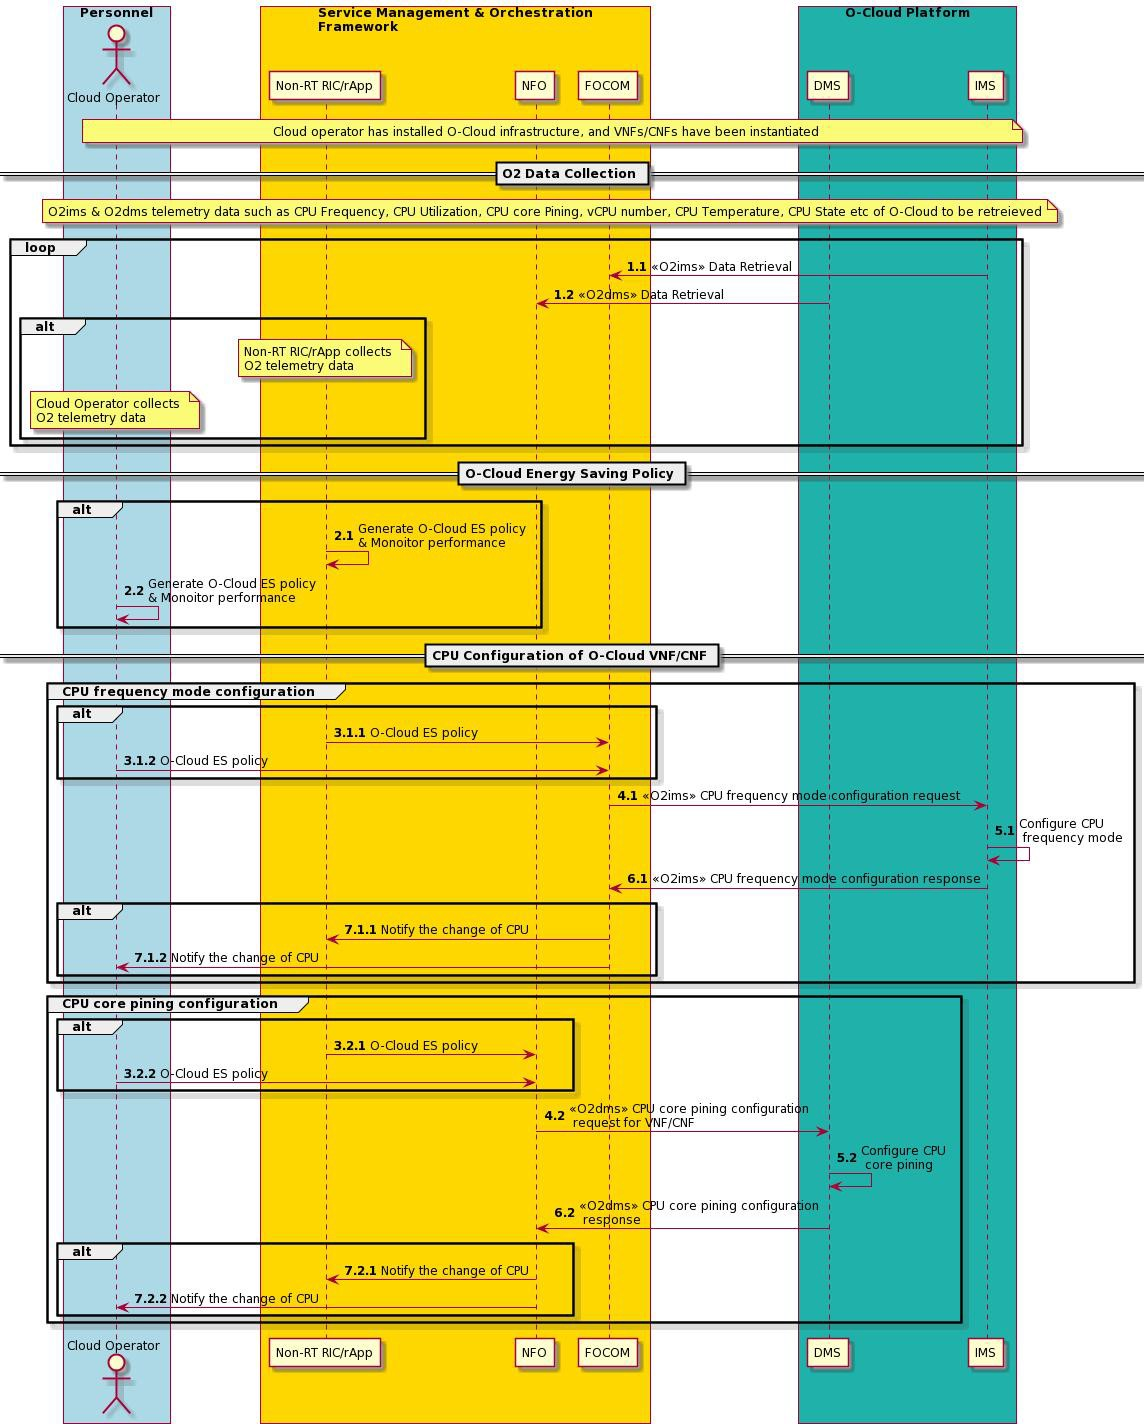 Personnel
Service Management & Orchestration
Framework
O-Cloud Platform
Cloud Operator
Non-RT RIC/rApp
NFO
FOCOM
DMS
IMS
Cloud operator has installed O-Cloud infrastructure, and VNFs/CNFs have been instantiated
O2 Data Collection
O2ims & O2dms telemetry data such as CPU Frequency, CPU Utilization, CPU core Pining, vCPU number, CPU Temperature, CPU State etc of O-Cloud to be retreieved
loop
1.1 «O2ims» Data Retrieval
1.2 «O2dms» Data Retrieval
alt
Non-RT RIC/rApp collects
O2 telemetry data
Cloud Operator collects
O2 telemetry data
O-Cloud Energy Saving Policy
alt
2.1 Generate O-Cloud ES policy
& Monoitor performance
2.2 Generate O-Cloud ES policy
& Monoitor performance
CPU Configuration of O-Cloud VNF/CNF
CPU frequency mode configuration
alt
3.1.1 O-Cloud ES policy
3.1.2 O-Cloud ES policy
4.1 «O2ims» CPU frequency mode configuration request
5.1 Configure CPU
frequency mode
6.1 «O2ims» CPU frequency mode configuration response
alt
7.1.1 Notify the change of CPU
7.1.2 Notify the change of CPU
CPU core pining configuration
alt
3.2.1 O-Cloud ES policy
3.2.2 O-Cloud ES policy
4.2 «O2dms» CPU core pining configuration
request for VNF/CNF
5.2 Configure CPU
core pining
6.2 «O2dms» CPU core pining configuration
response
alt
7.2.1 Notify the change of CPU
7.2.2 Notify the change of CPU
Cloud Operator
Non-RT RIC/rApp
NFO
FOCOM
DMS
IMS